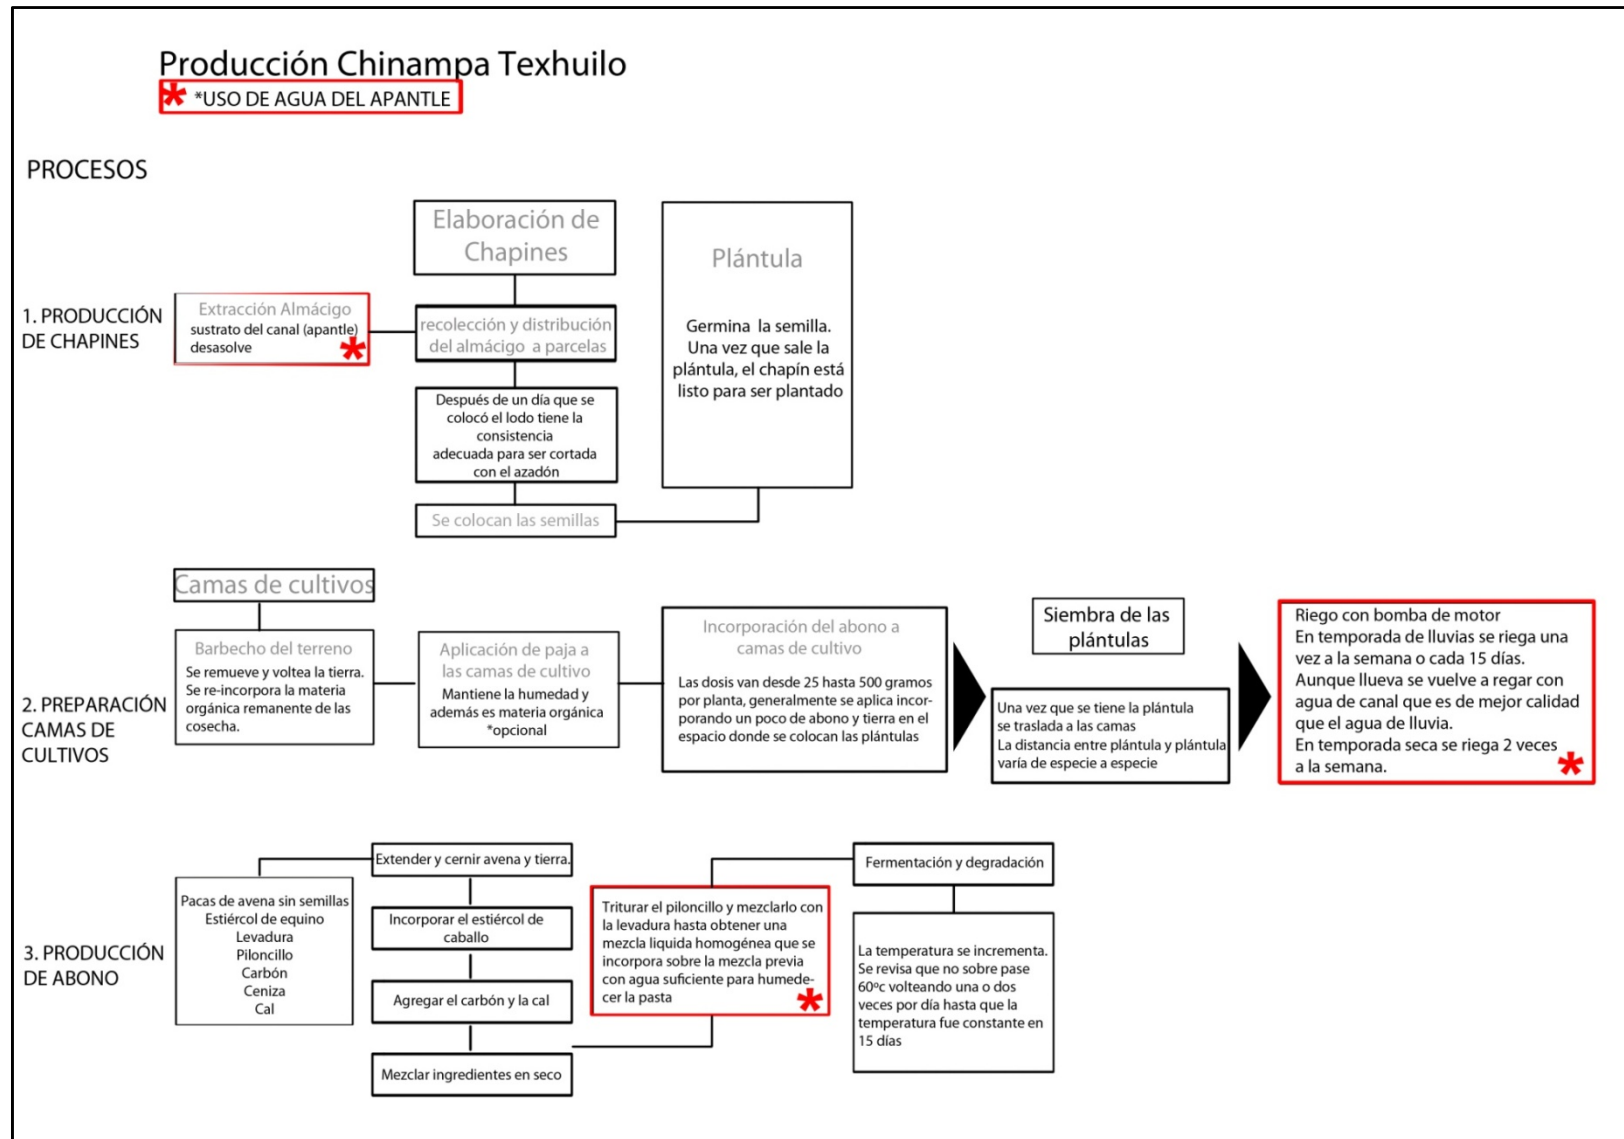 Producción Chinampa Texhuilo
* *USO DE AGUA DEL APANTLE
PROCESOS
1. PRODUCCIÓN
DE CHAPINES
Extracción Almácigo
sustrato del canal (apantle)
desasolve
*
Elaboración de
Chapines
recolección y distribución
del almácigo a parcelas
Después de un día que se
colocó el lodo tiene la
consistencia
adecuada para ser cortada
con el azadón
Se colocan las semillas
Plántula
Germina la semilla.
Una vez que sale la
plántula, el chapín está
listo para ser plantado
2. PREPARACIÓN
CAMAS DE
CULTIVOS
Camas de cultivos
Barbecho del terreno
Se remueve y voltea la tierra.
Se re-incorpora la materia
orgánica remanente de las
cosecha.
Aplicación de paja a
las camas de cultivo
Mantiene la humedad y
además es materia orgánica
*opcional
Incorporación del abono a
camas de cultivo
Las dosis van desde 25 hasta 500 gramos
por planta, generalmente se aplica incor-
porando un poco de abono y tierra en el
espacio donde se colocan las plántulas
Siembra de las
plántulas
Una vez que se tiene la plántula
se traslada a las camas
La distancia entre plántula y plántula
varía de especie a especie
Riego con bomba de motor
En temporada de lluvias se riega una
vez a la semana o cada 15 días.
Aunque llueva se vuelve a regar con
agua de canal que es de mejor calidad
que el agua de lluvia.
En temporada seca se riega 2 veces
a la semana.
*
3. PRODUCCIÓN
DE ABONO
Pacas de avena sin semillas
Estiércol de equino
Levadura
Piloncillo
Carbón
Ceniza
Cal
Extender y cernir avena y tierra.
Incorporar el estiércol de
caballo
Agregar el carbón y la cal
Mezclar ingredientes en seco
Triturar el piloncillo y mezclarlo con
la levadura hasta obtener una
mezcla liquida homogénea que se
incorpora sobre la mezcla previa
con agua suficiente para humede-
cer la pasta
*
Fermentación y degradación
La temperatura se incrementa.
Se revisa que no sobre pase
60ºc volteando una o dos
veces por día hasta que la
temperatura fue constante en
15 días